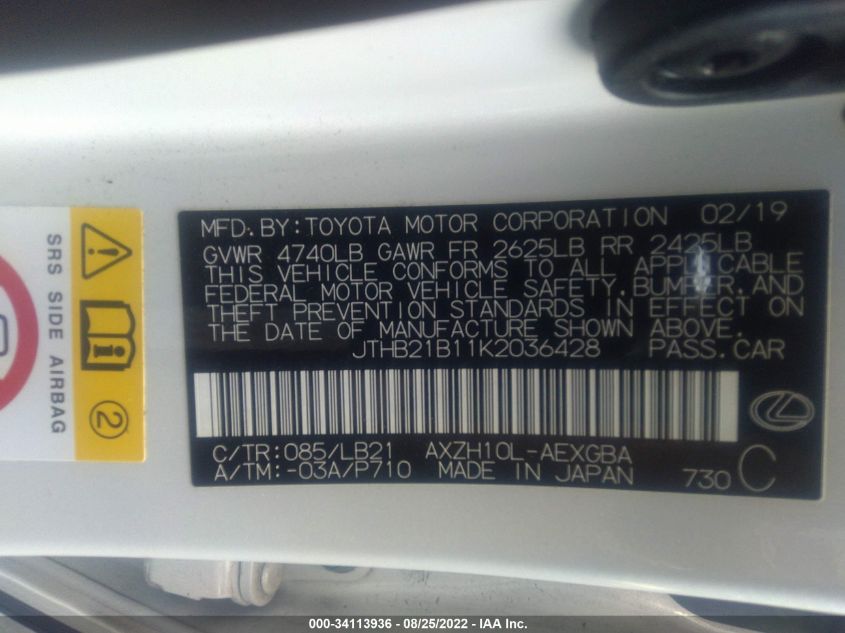 MFD. BY: TOYOTA MOTOR CORPORATION 02/19
GVWR 4740LB GAWR FR 2625LB RR 2425LB
THIS VEHICLE CONFORMS TO ALL APPLICABLE
FEDERAL MOTOR VEHICLE SAFETY, BUMPER, AND
THEFT PREVENTION STANDARDS IN EFFECT ON
THE DATE OF MANUFACTURE SHOWN ABOVE.
JTHB21B11K2036428 PASS. CAR
C/TR: 085/LB21 AXZH10L-AEXGBA
A/TM: -03A/P710 MADE IN JAPAN 730 C
SRS SIDE AIRBAG
2
000-34113936 - 08/25/2022 - IAA Inc.